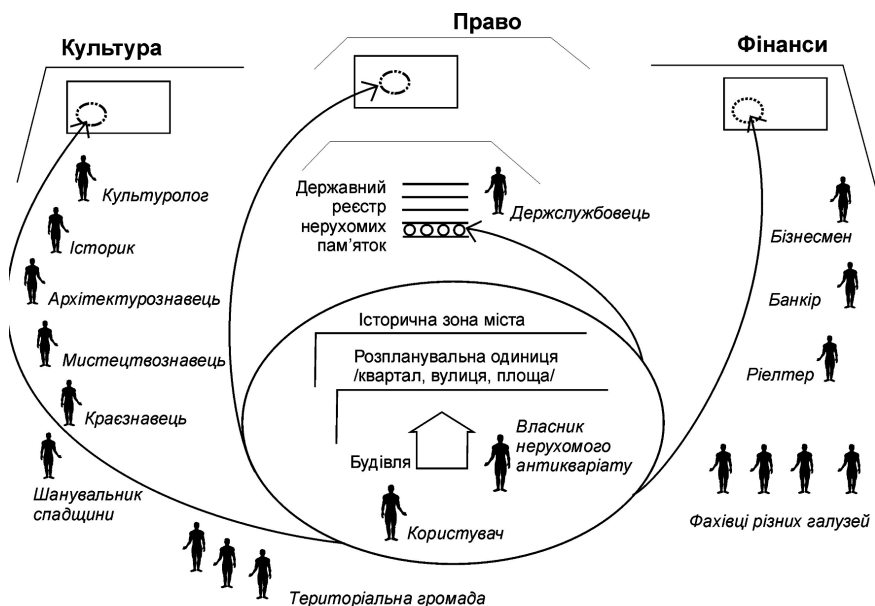 Культура
Право
Фінанси
Культуролог
Історик
Архітектурознавець
Мистецтвознавець
Краєзнавець
Шанувальник
спадщини
Територіальна громада
Державний
реєстр
нерухомих
пам’яток
Держслужбовець
Історична зона міста
Розпланувальна одиниця
/квартал, вулиця, площа/
Будівля
Власник
нерухомого
антикваріату
Користувач
Бізнесмен
Банкір
Ріелтер
Фахівці різних галузей